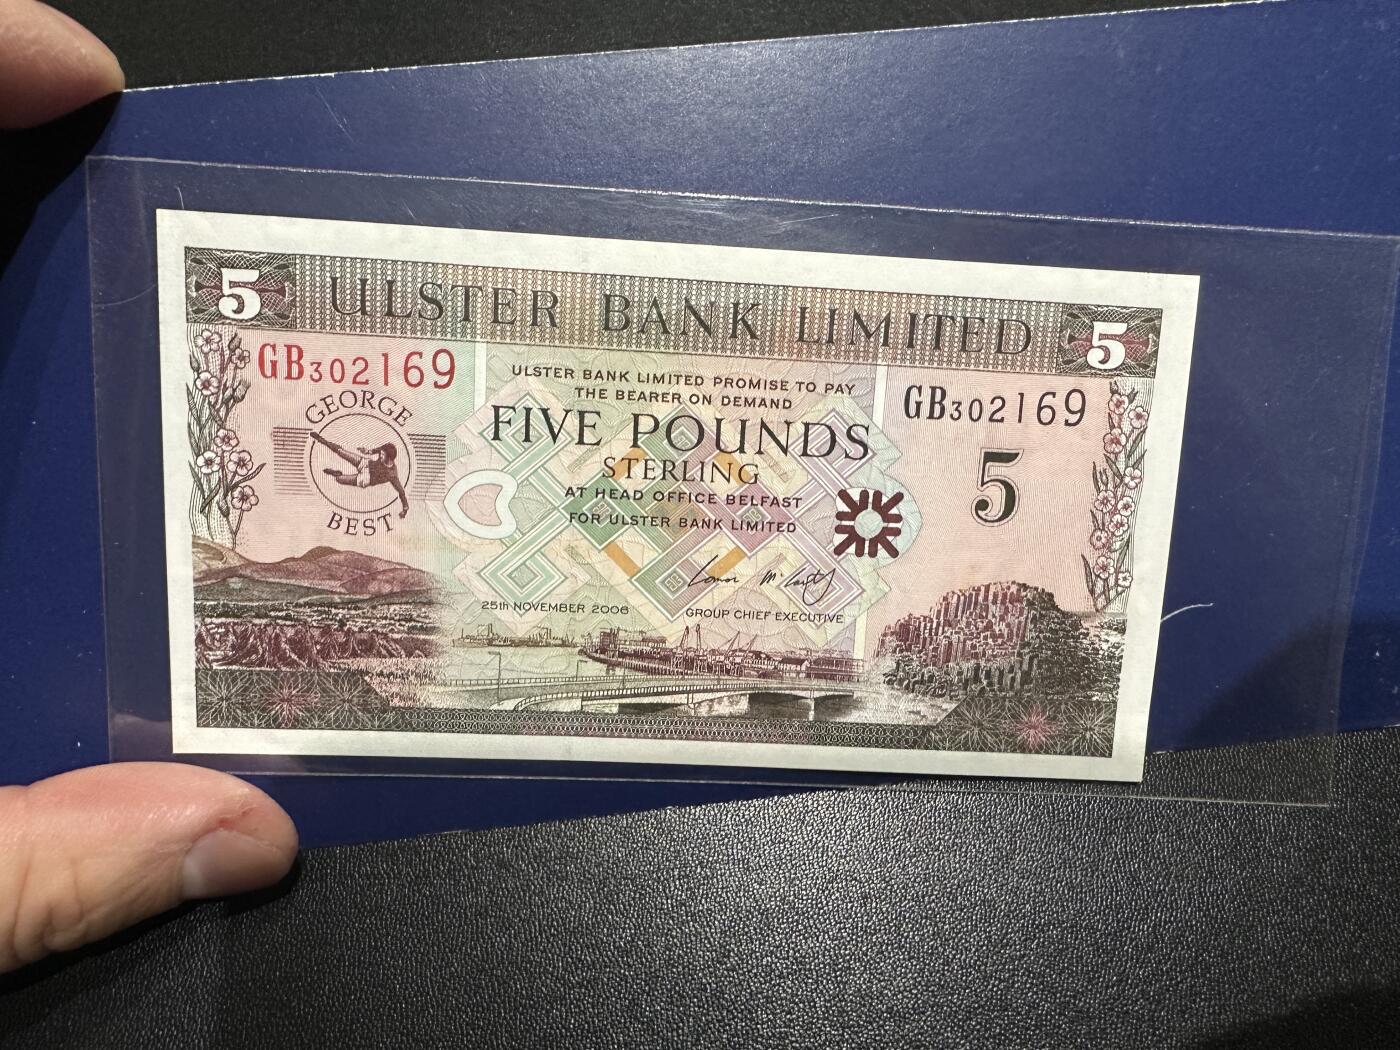 5 ULSTER BANK LIMITED 5
GB302169
GEORGE
BEST
ULSTER BANK LIMITED PROMISE TO PAY
THE BEARER ON DEMAND
FIVE POUNDS
STERLING
AT HEAD OFFICE BELFAST
FOR ULSTER BANK LIMITED
25th NOVEMBER 2006
GROUP CHIEF EXECUTIVE
GB302169
5